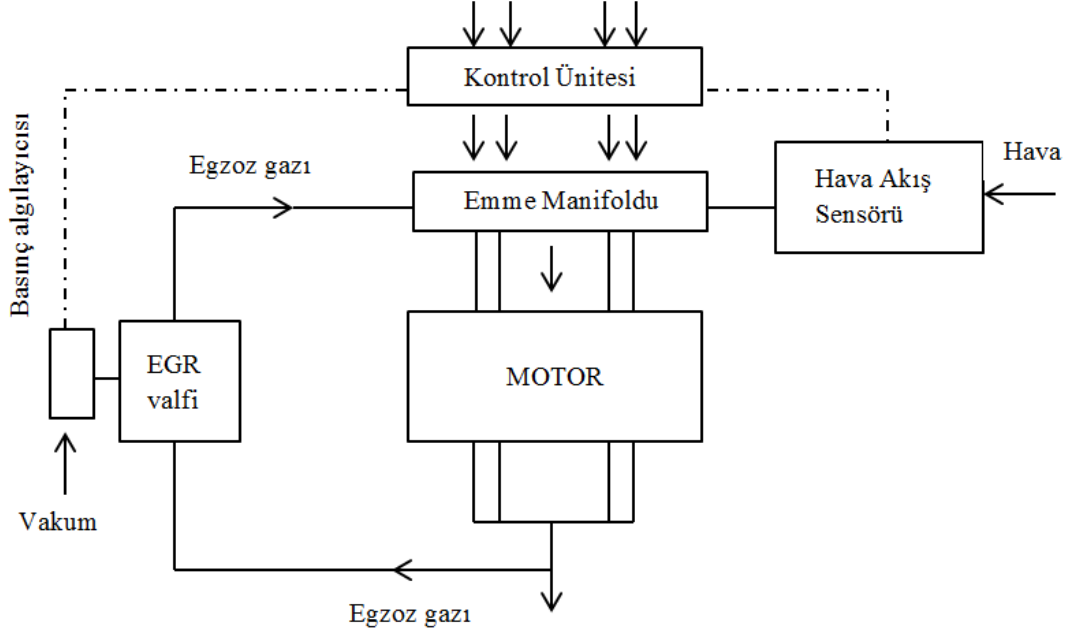 Kontrol Ünitesi
Basınç algılayıcısı
Egzoz gazı
Emme Manifoldu
Hava Akış
Sensörü
Hava
EGR
valfi
MOTOR
Vakum
Egzoz gazı